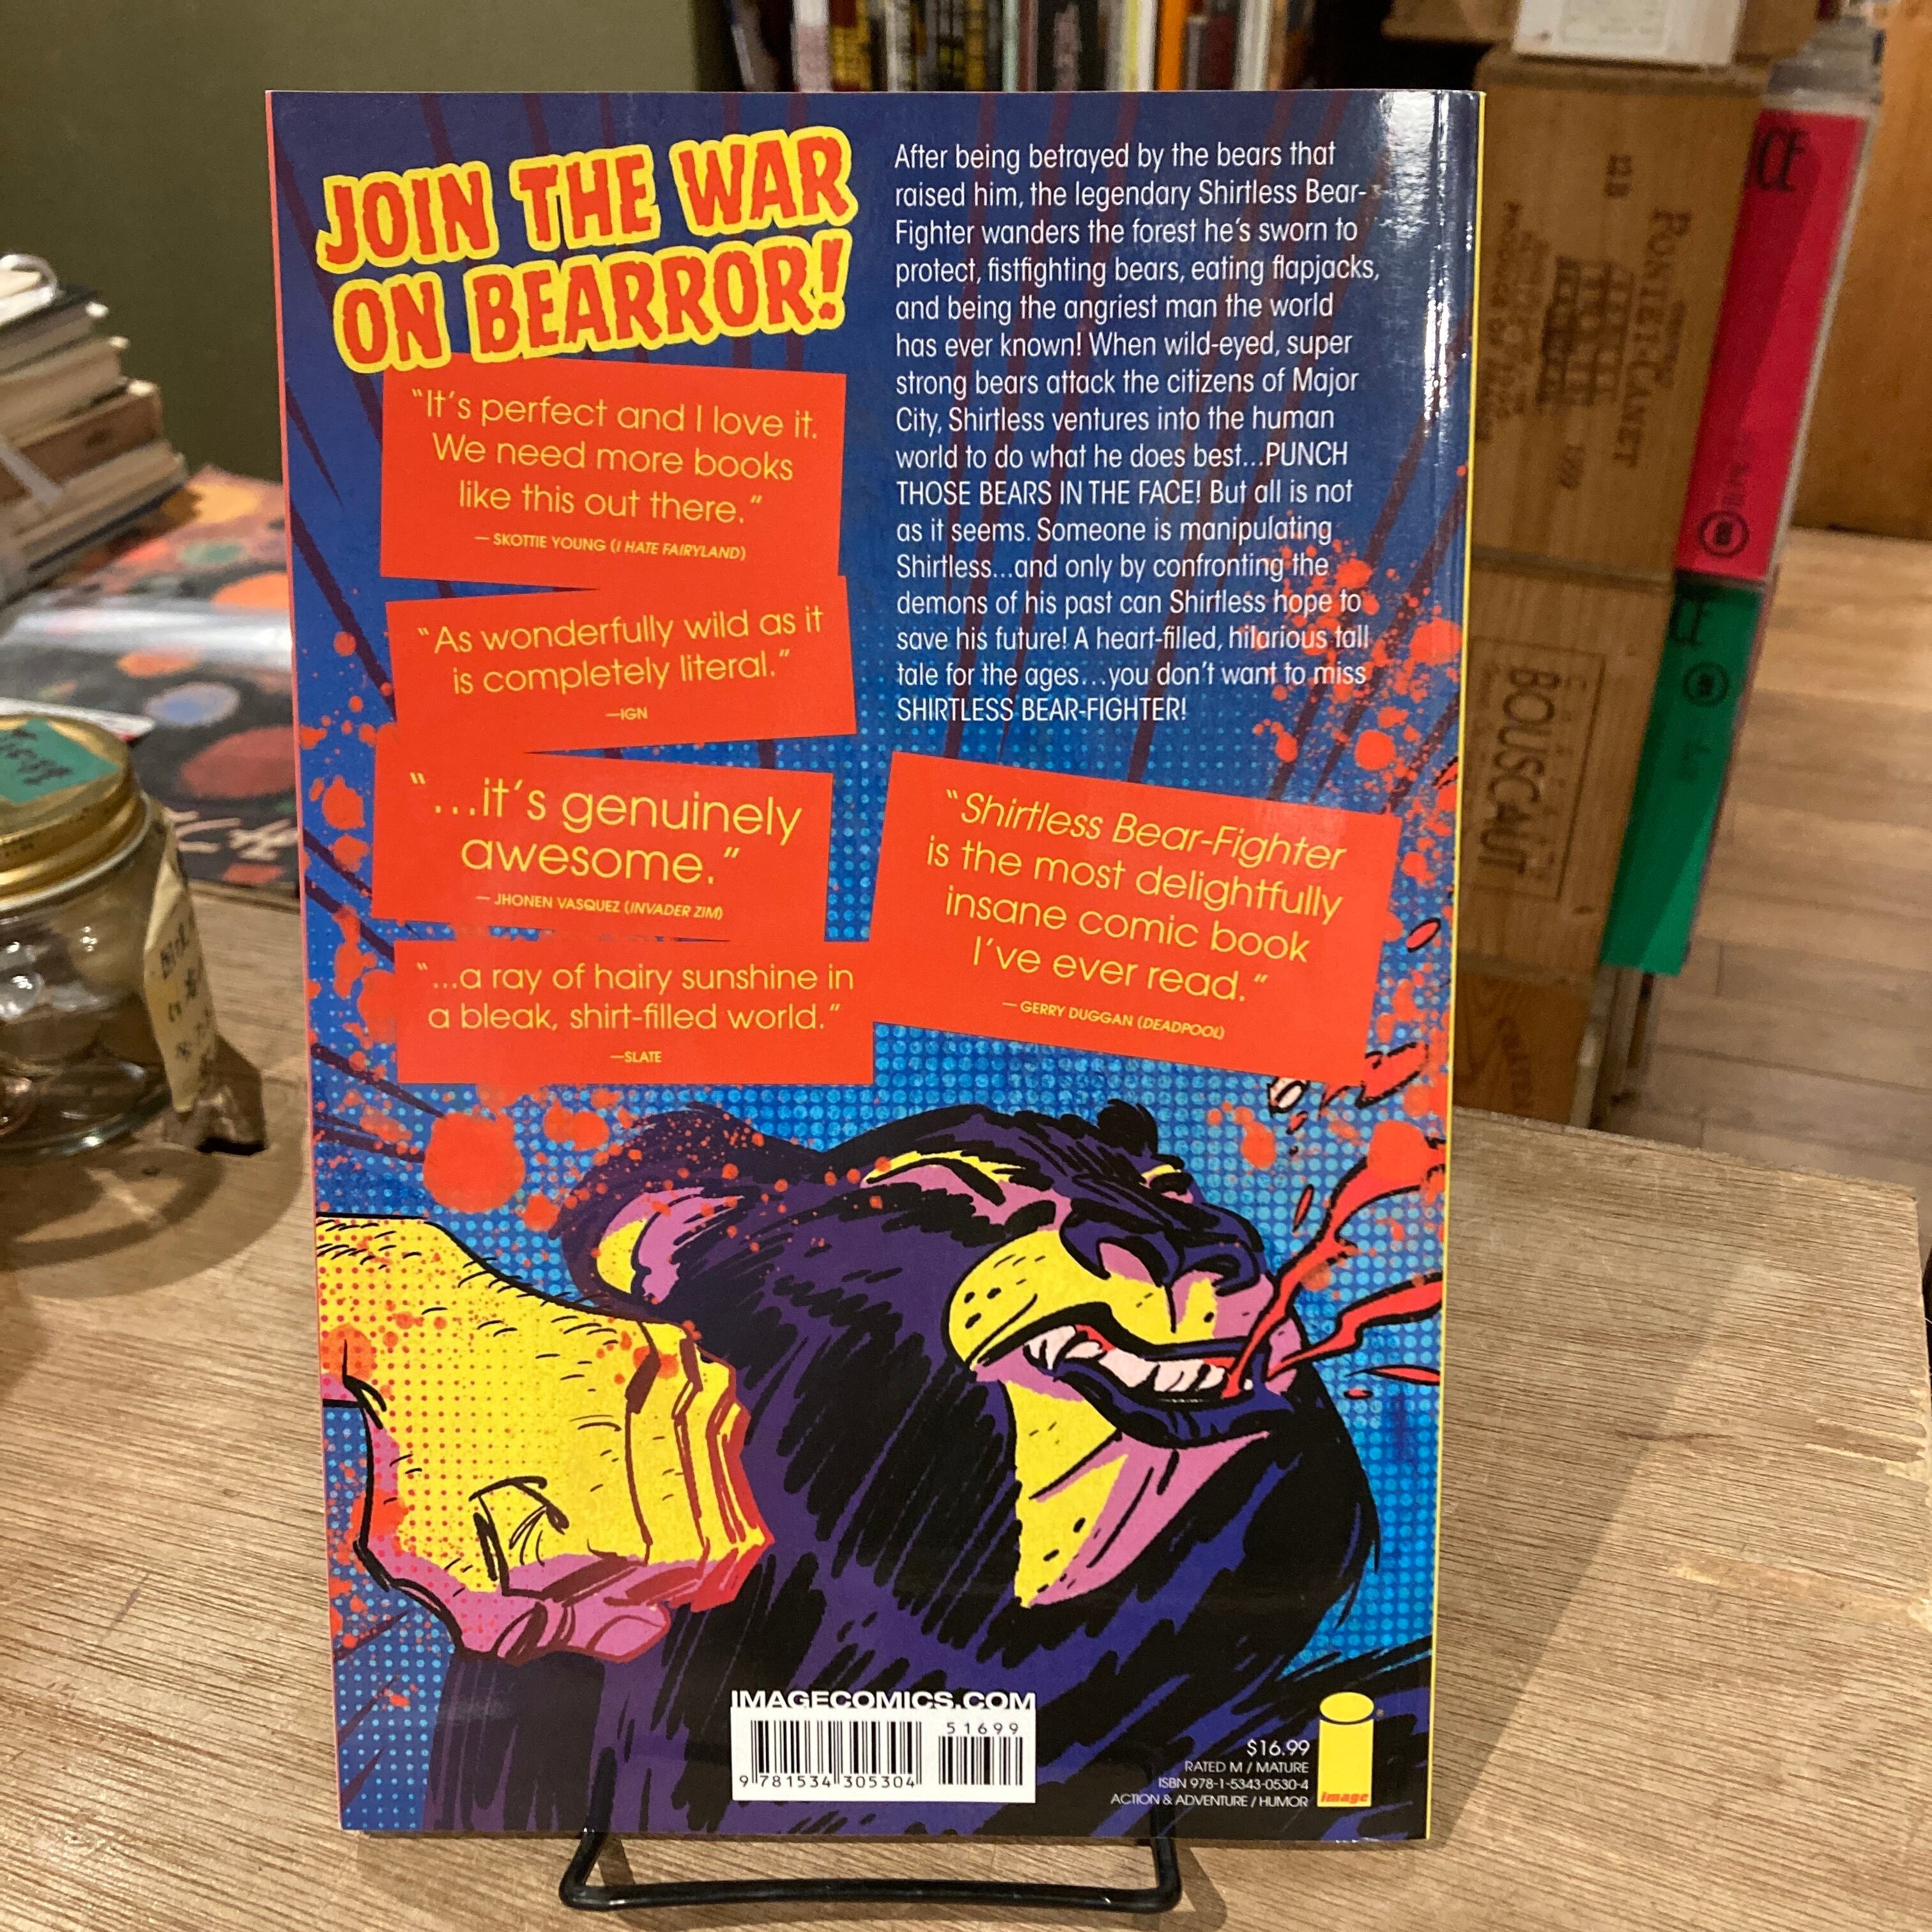 JOIN THE WAR
ON BEARROR!
"It's perfect and I love it.
We need more books
like this out there."
— SKOTTIE YOUNG (I HATE FAIRYLAND)
"As wonderfully wild as it
is completely literal."
—IGN
"...it's genuinely
awesome."
— JHONEN VASQUEZ (INVADER ZIM)
"...a ray of hairy sunshine in
a bleak, shirt-filled world."
—SLATE
After being betrayed by the bears that
raised him, the legendary Shirtless Bear-
Fighter wanders the forest he's sworn to
protect, fistfighting bears, eating flapjacks,
and being the angriest man the world
has ever known! When wild-eyed, super
strong bears attack the citizens of Major
City, Shirtless ventures into the human
world to do what he does best...PUNCH
THOSE BEARS IN THE FACE! But all is not
as it seems. Someone is manipulating
Shirtless...and only by confronting the
demons of his past can Shirtless hope to
save his future! A heart-filled, hilarious tall
tale for the ages...you don't want to miss
SHIRTLESS BEAR-FIGHTER!
"Shirtless Bear-Fighter
is the most delightfully
insane comic book
I've ever read."
— GERRY DUGGAN (DEADPOOL)
IMAGECOMICS.COM
51699
9 781534 305304
$16.99
RATED M / MATURE
ISBN 978-1-5343-0530-4
ACTION & ADVENTURE / HUMOR
image
PONTET-CANET
1999
BOUSCAUT